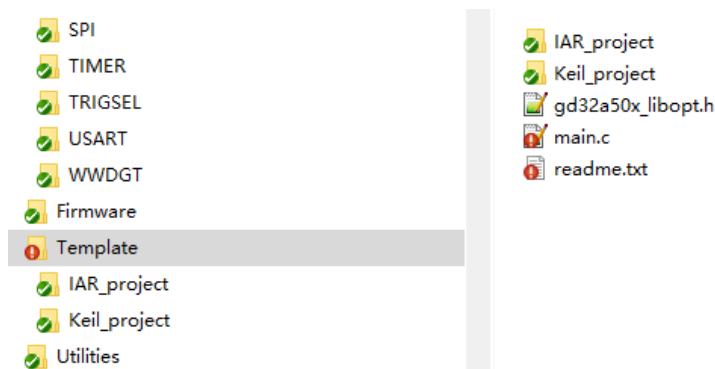 SPI
TIMER
TRIGSEL
USART
WWDGT
Firmware
Template
IAR_project
Keil_project
Utilities
IAR_project
Keil_project
gd32a50x_libopt.h
main.c
readme.txt